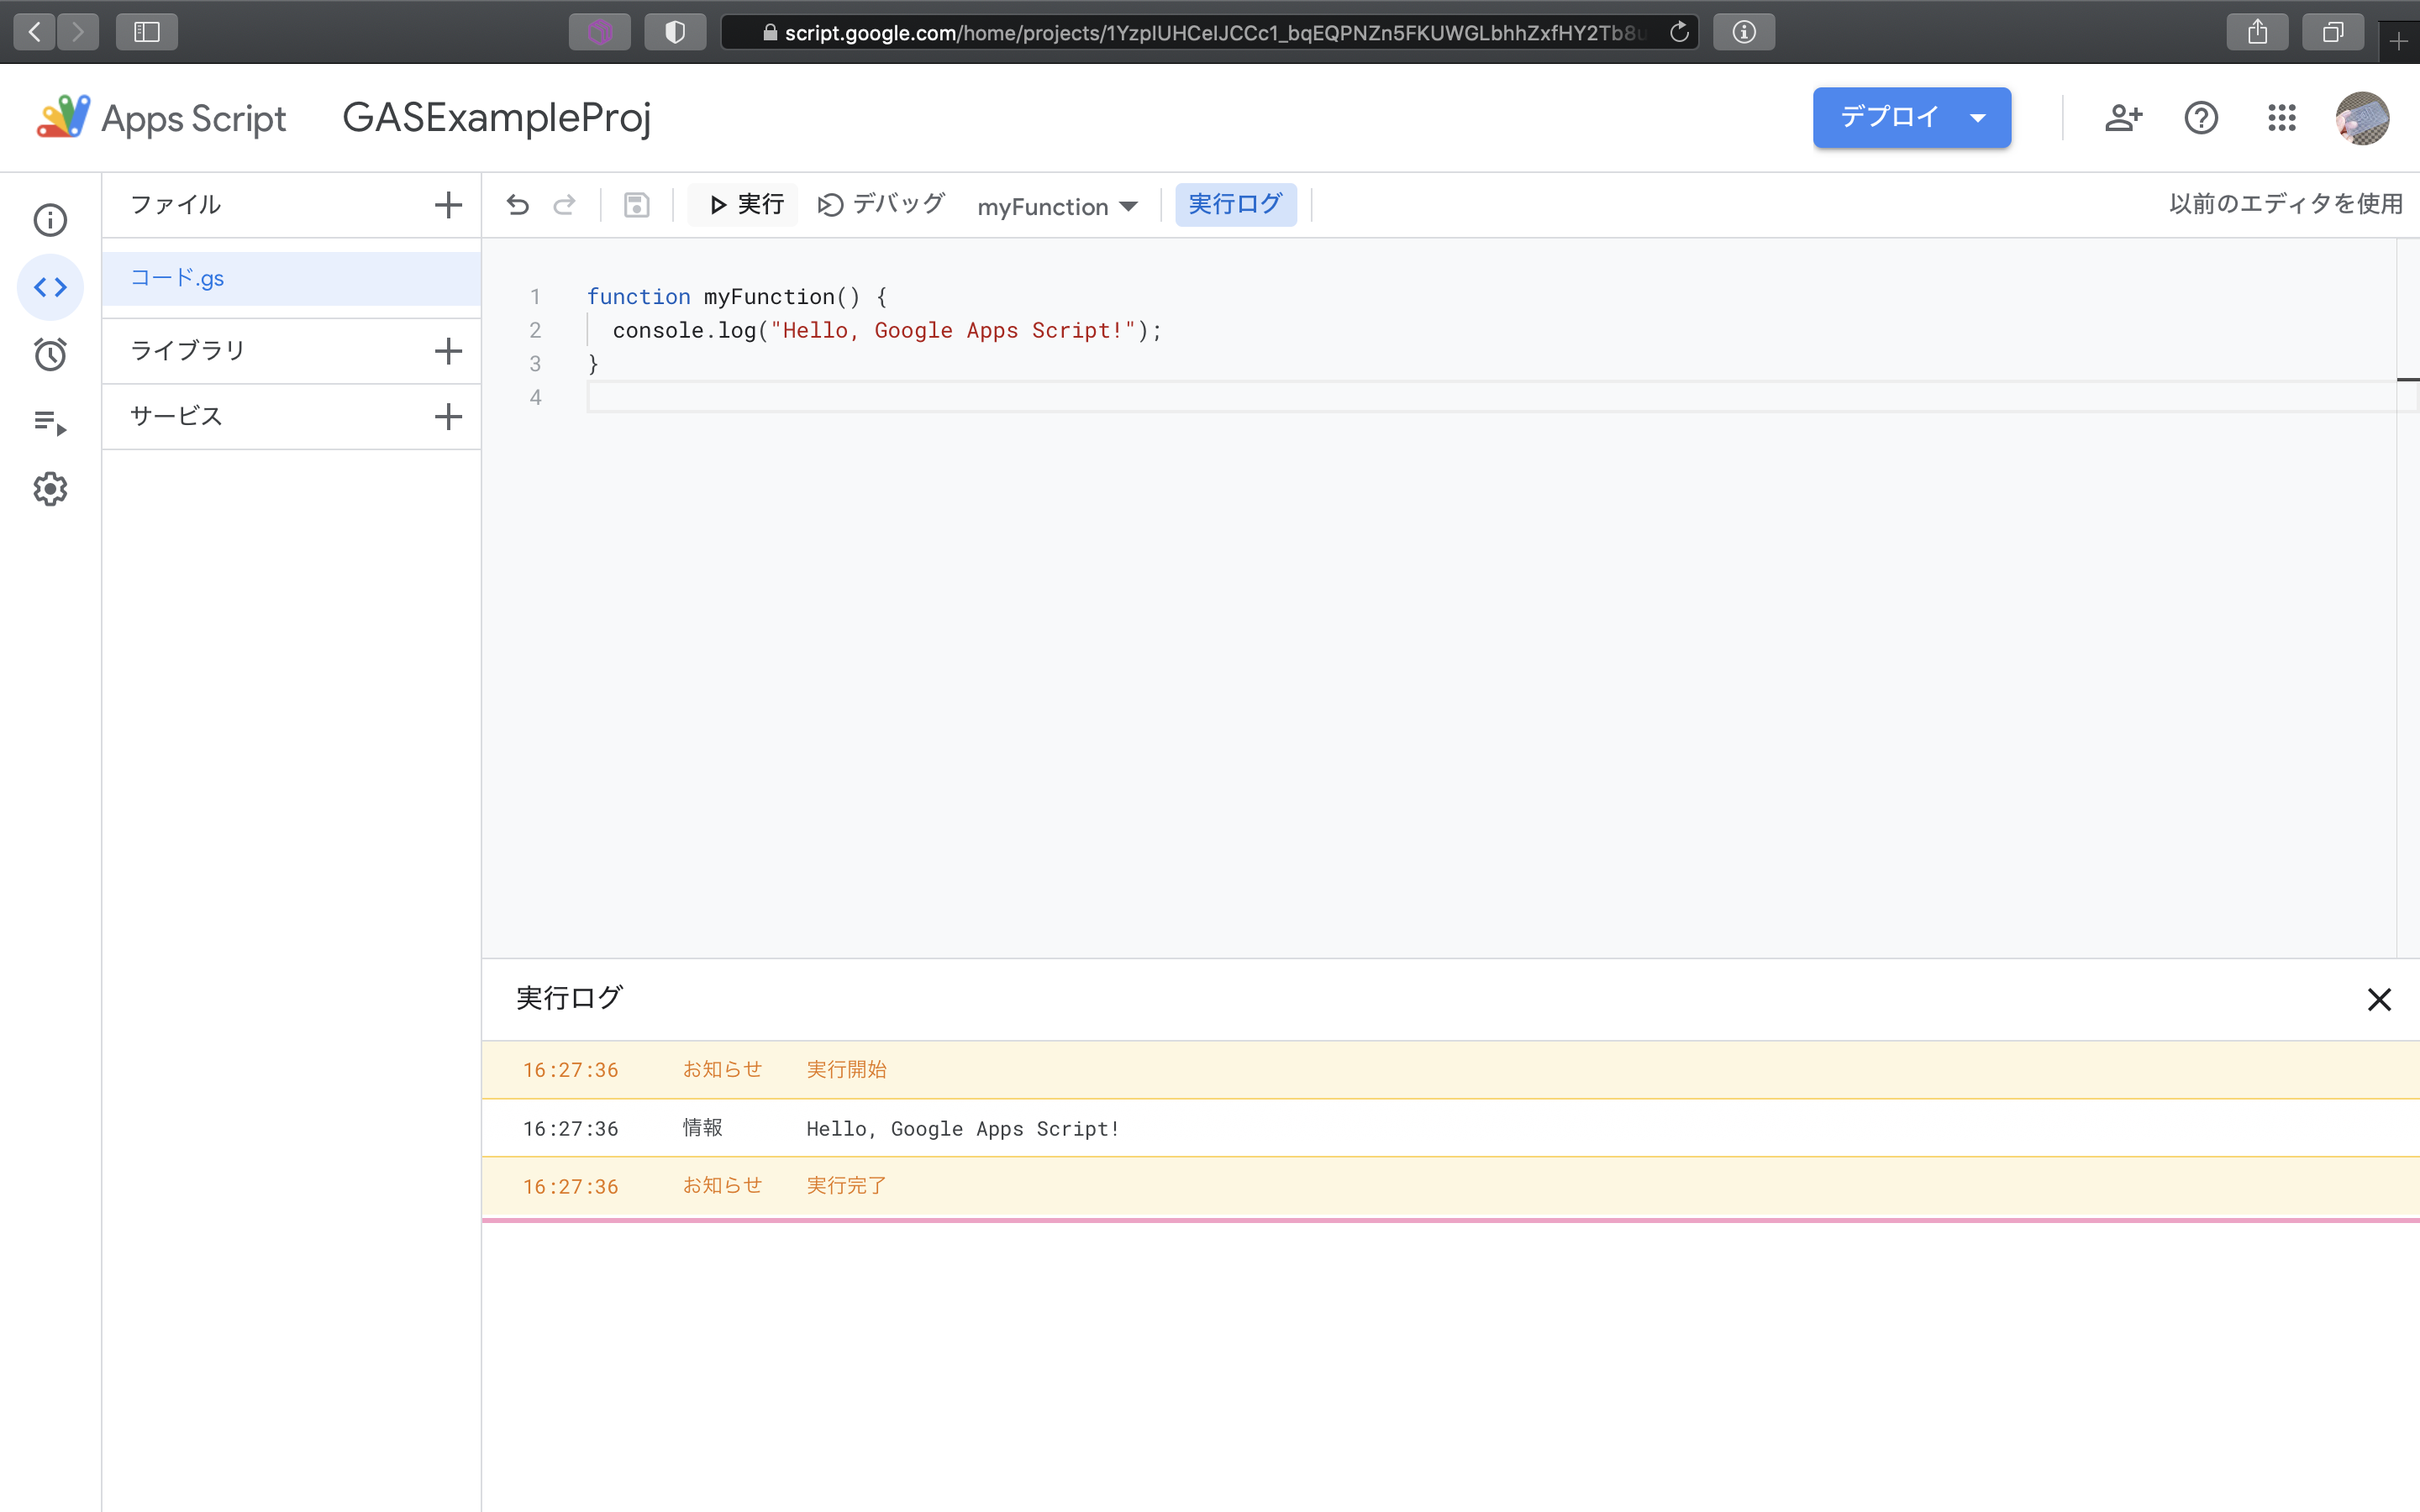 script.google.com/home/projects/1YzpIUHCelJCCc1_bqEQPNZn5FKUWGLbhhZxfHY2Tb8u
Apps Script
GASExampleProj
デプロイ
ファイル
実行
デバッグ
myFunction
実行ログ
以前のエディタを使用
コード.gs
ライブラリ
サービス
1 function myFunction() {
2 console.log("Hello, Google Apps Script!");
3 }
4
実行ログ
16:27:36 お知らせ 実行開始
16:27:36 情報 Hello, Google Apps Script!
16:27:36 お知らせ 実行完了